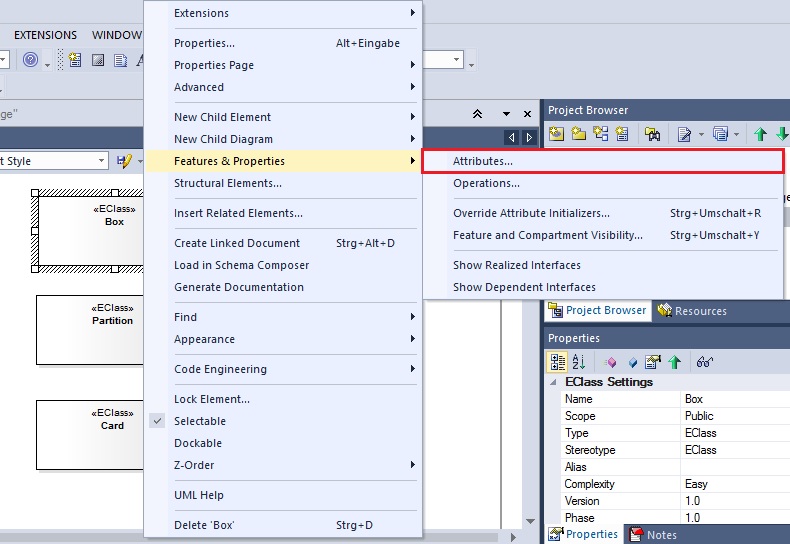 EXTENSIONS WINDOW
ge"
t Style
«EClass»
Box
«EClass»
Partition
«EClass»
Card
Extensions
Properties... Alt+Eingabe
Properties Page
Advanced
New Child Element
New Child Diagram
Features & Properties
Structural Elements...
Insert Related Elements...
Create Linked Document Strg+Alt+D
Load in Schema Composer
Generate Documentation
Find
Appearance
Code Engineering
Lock Element...
Selectable
Dockable
Z-Order
UML Help
Delete 'Box' Strg+D
Attributes...
Operations...
Override Attribute Initializers... Strg+Umschalt+R
Feature and Compartment Visibility... Strg+Umschalt+Y
Show Realized Interfaces
Show Dependent Interfaces
Project Browser
Project Browser Resources
Properties
EClass Settings
Name Box
Scope Public
Type EClass
Stereotype EClass
Alias
Complexity Easy
Version 1.0
Phase 1.0
Properties Notes